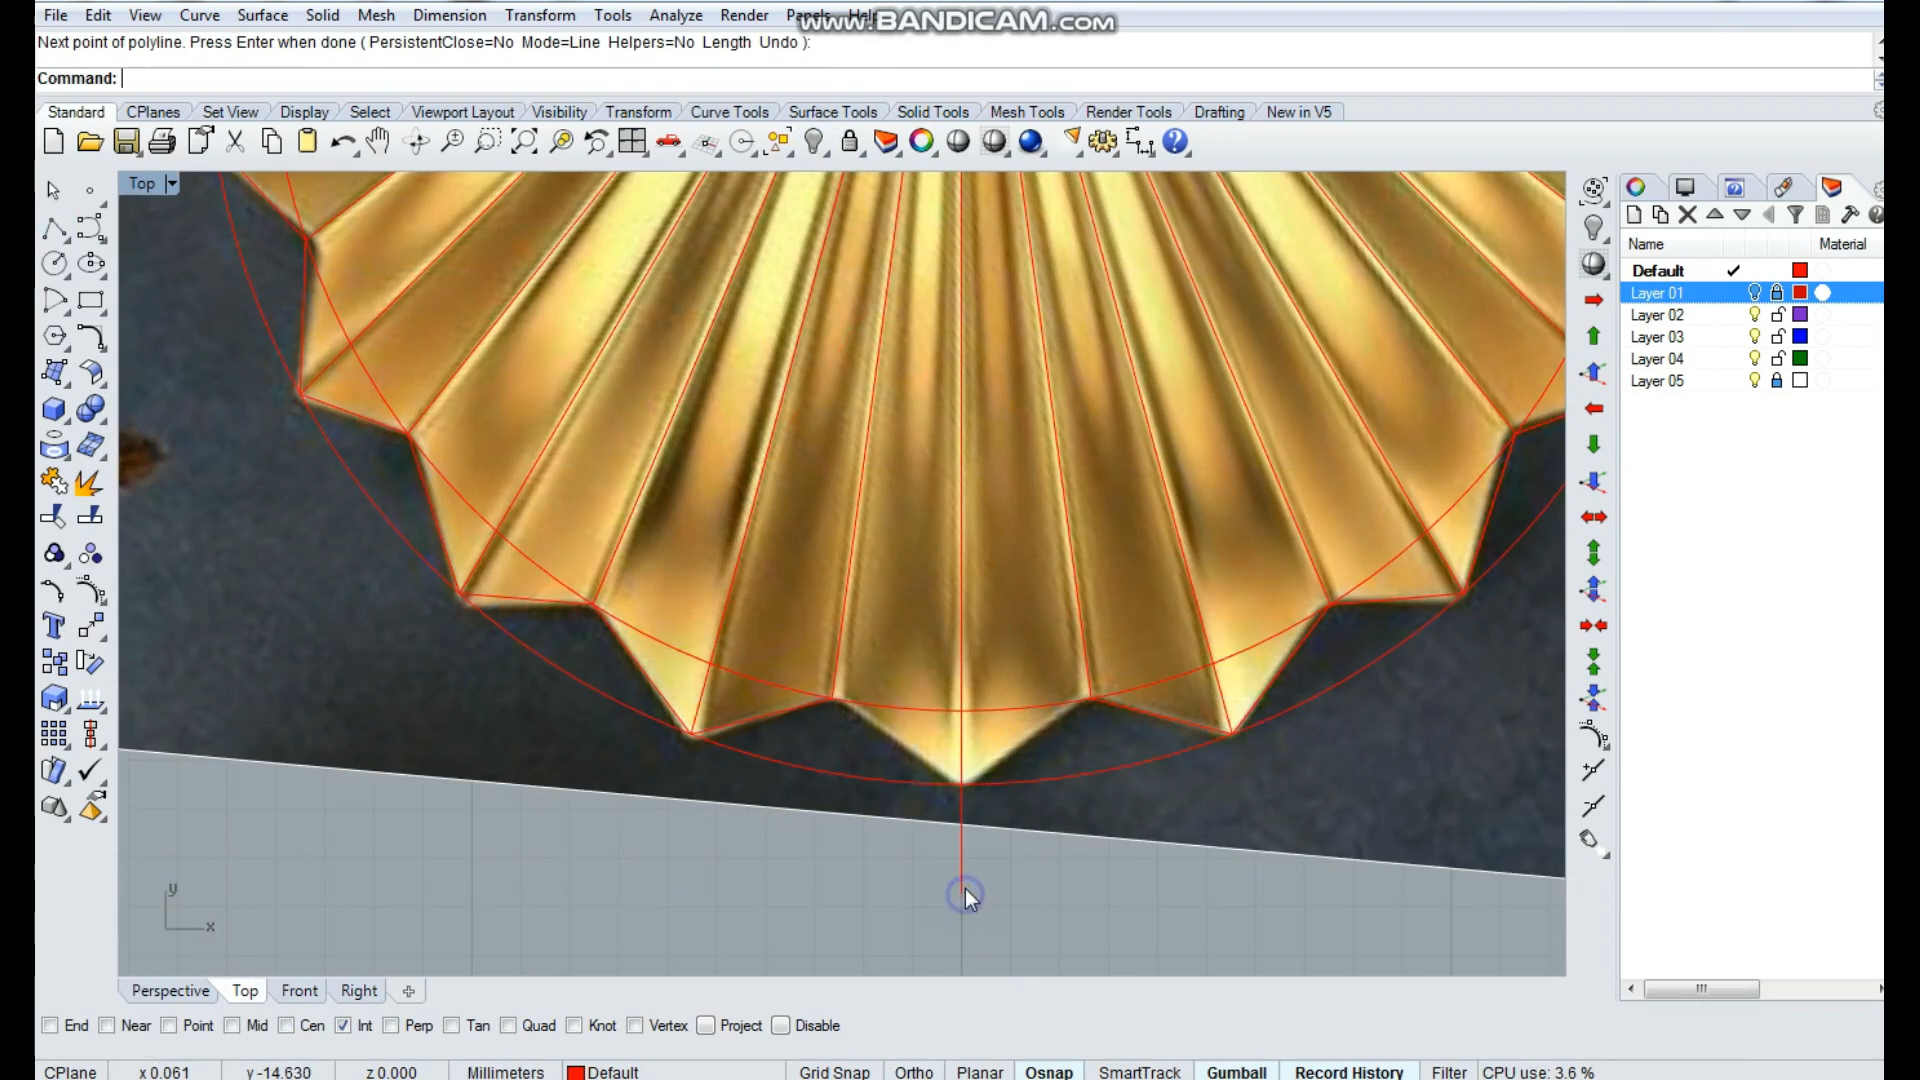 File Edit View Curve Surface Solid Mesh Dimension Transform Tools Analyze Render Panels Help
www.BANDICAM.com
Next point of polyline. Press Enter when done ( PersistentClose=No Mode=Line Helpers=No Length Undo ):
Command:
Standard CPlanes Set View Display Select Viewport Layout Visibility Transform Curve Tools Surface Tools Solid Tools Mesh Tools Render Tools Drafting New in V5
Top
Name Material
Default
Layer 01
Layer 02
Layer 03
Layer 04
Layer 05
y
x
Perspective Top Front Right
End Near Point Mid Cen Int Perp Tan Quad Knot Vertex Project Disable
CPlane x 0.061 y -14.630 z 0.000 Millimeters Default Grid Snap Ortho Planar Osnap SmartTrack Gumball Record History Filter CPU use: 3.6 %